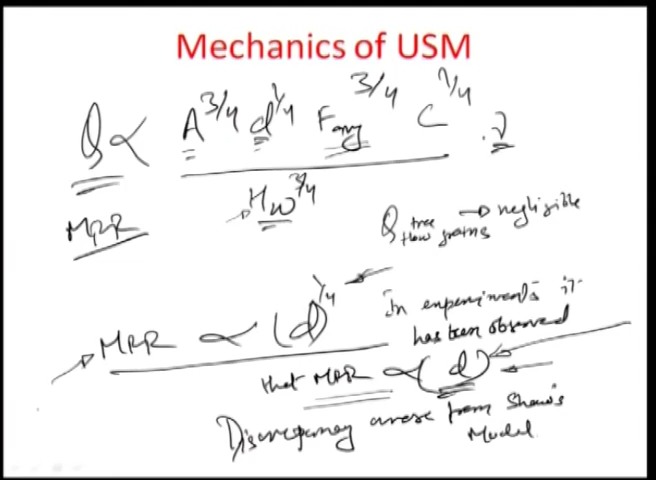 Mechanics of USM
Q ∝ A^3/4 d^1/4 F_avg^3/4 C^1/4 . ν
H_w^3/4
MRR
Q free flow grains → negligible
MRR ∝ (d)^1/4
In experiments it
has been observed
that MRR ∝ (d)
Discrepancy arose from Shaw's
Model.